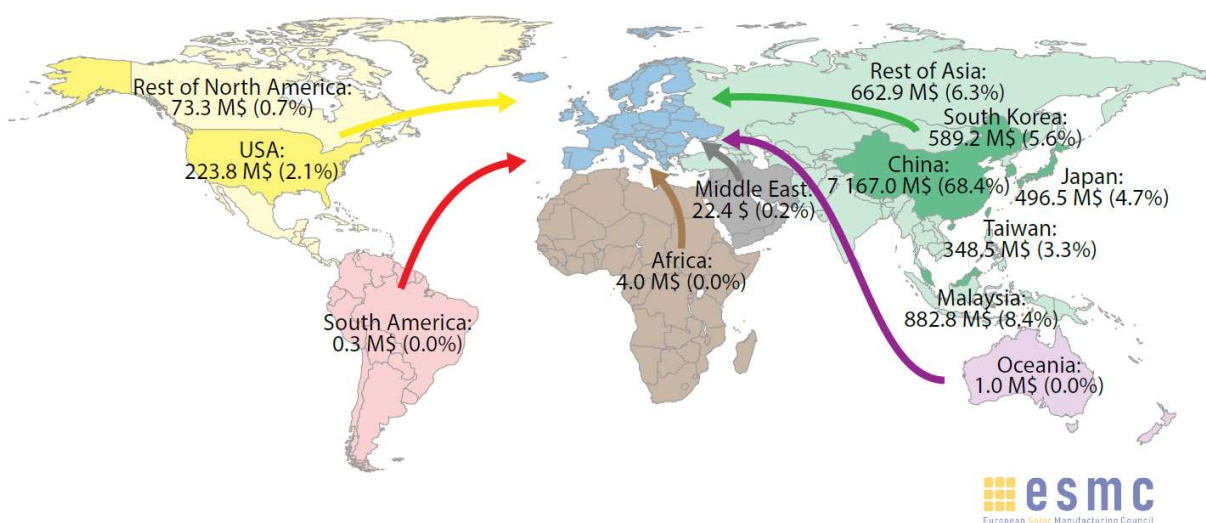 Rest of North America:
73.3 M$ (0.7%)
USA:
223.8 M$ (2.1%)
South America:
0.3 M$ (0.0%)
Africa:
4.0 M$ (0.0%)
Middle East:
22.4 $ (0.2%)
Rest of Asia:
662.9 M$ (6.3%)
South Korea:
589.2 M$ (5.6%)
China:
7 167.0 M$ (68.4%)
Japan:
496.5 M$ (4.7%)
Taiwan:
348.5 M$ (3.3%)
Malaysia:
882.8 M$ (8.4%)
Oceania:
1.0 M$ (0.0%)
esmc
European Solar Manufacturing Council